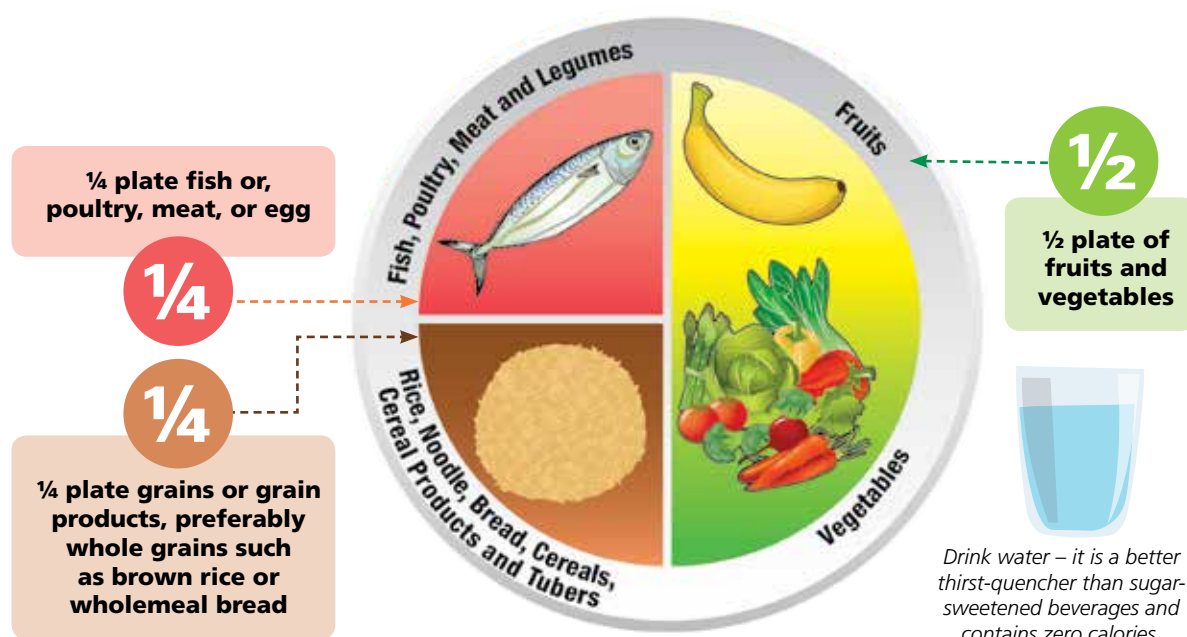 Fish, Poultry, Meat and Legumes
Fruits
¼ plate fish or,
poultry, meat, or egg
¼
½
½ plate of
fruits and
vegetables
¼
¼ plate grains or grain
products, preferably
whole grains such
as brown rice or
wholemeal bread
Rice, Noodle, Bread, Cereals,
Cereal Products and Tubers
Vegetables
Drink water – it is a better
thirst-quencher than sugar-
sweetened beverages and
contains zero calories